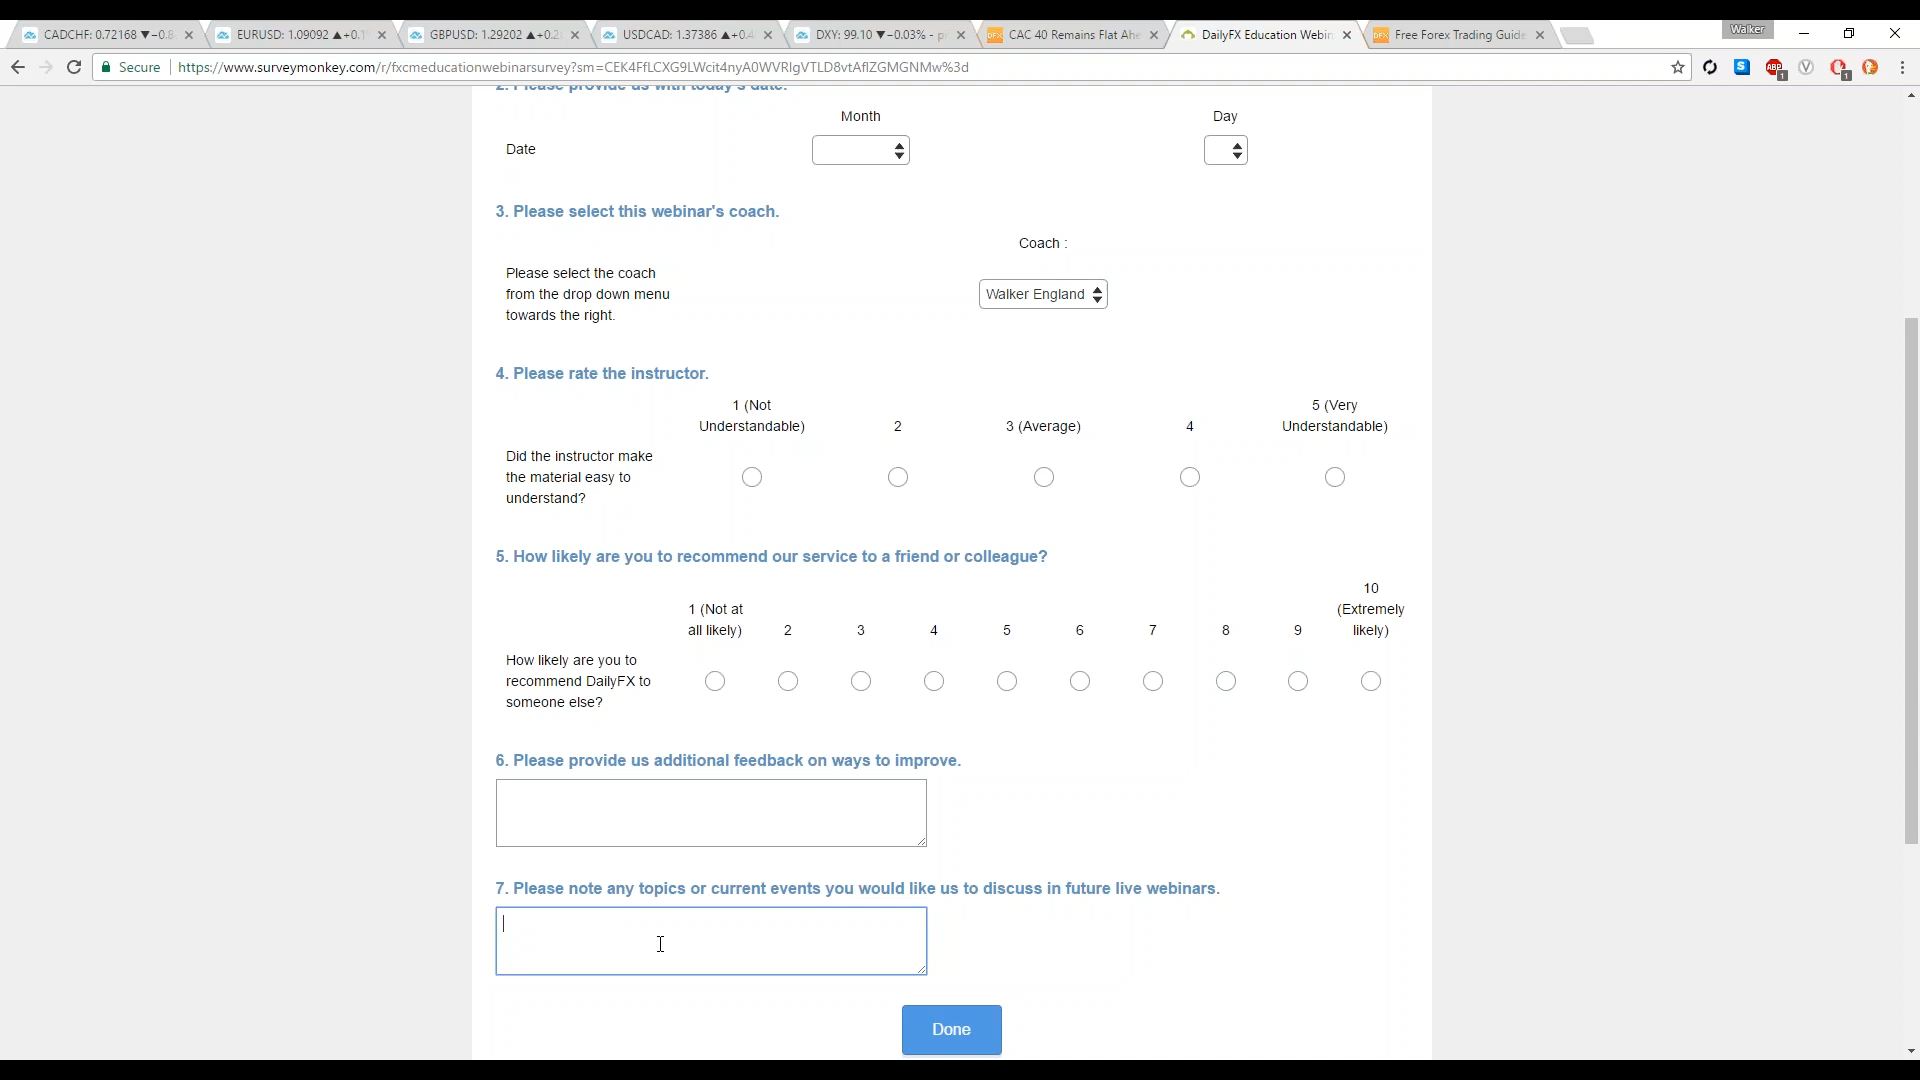 CADCHF: 0.72168 ▼ −0.8
EURUSD: 1.09092 ▲ +0.1
GBPUSD: 1.29202 ▲ +0.2
USDCAD: 1.37386 ▲ +0.4
DXY: 99.10 ▼ −0.03% - p
CAC 40 Remains Flat Ahe
DailyFX Education Webin
Free Forex Trading Guide
Walker
Secure
https://www.surveymonkey.com/r/fxcmeducationwebinarsurvey?sm=CEK4FfLCXG9LWcit4nyA0WVRIgVTLD8vtAflZGMGNMw%3d
2. Please provide us with today's date.
Month
Day
Date
3. Please select this webinar's coach.
Coach :
Please select the coach
from the drop down menu
towards the right.
Walker England
4. Please rate the instructor.
1 (Not
Understandable)
2
3 (Average)
4
5 (Very
Understandable)
Did the instructor make
the material easy to
understand?
5. How likely are you to recommend our service to a friend or colleague?
1 (Not at
all likely)
2
3
4
5
6
7
8
9
10
(Extremely
likely)
How likely are you to
recommend DailyFX to
someone else?
6. Please provide us additional feedback on ways to improve.
7. Please note any topics or current events you would like us to discuss in future live webinars.
Done